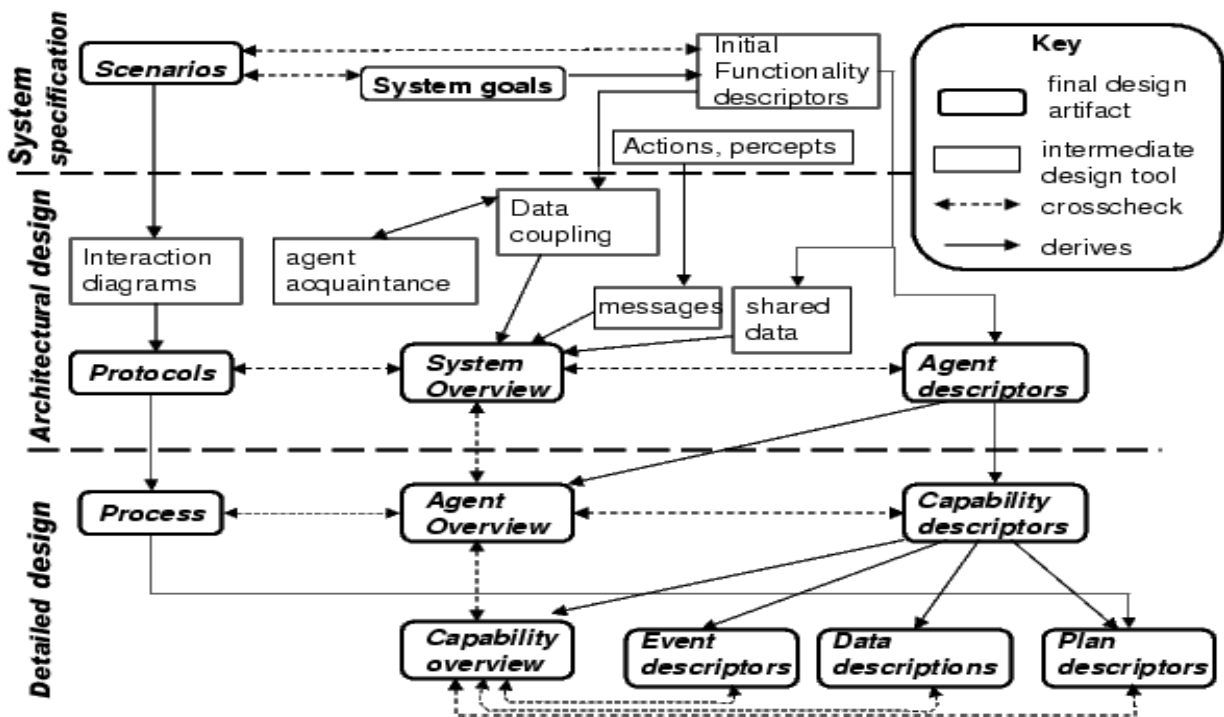 System
specification
Scenarios
System goals
Initial
Functionality
descriptors
Actions, percepts
Key
final design
artifact
intermediate
design tool
crosscheck
derives
Architectural design
Interaction
diagrams
agent
acquaintance
Data
coupling
messages
shared
data
Protocols
System
Overview
Agent
descriptors
Detailed design
Process
Agent
Overview
Capability
descriptors
Capability
overview
Event
descriptors
Data
descriptions
Plan
descriptors